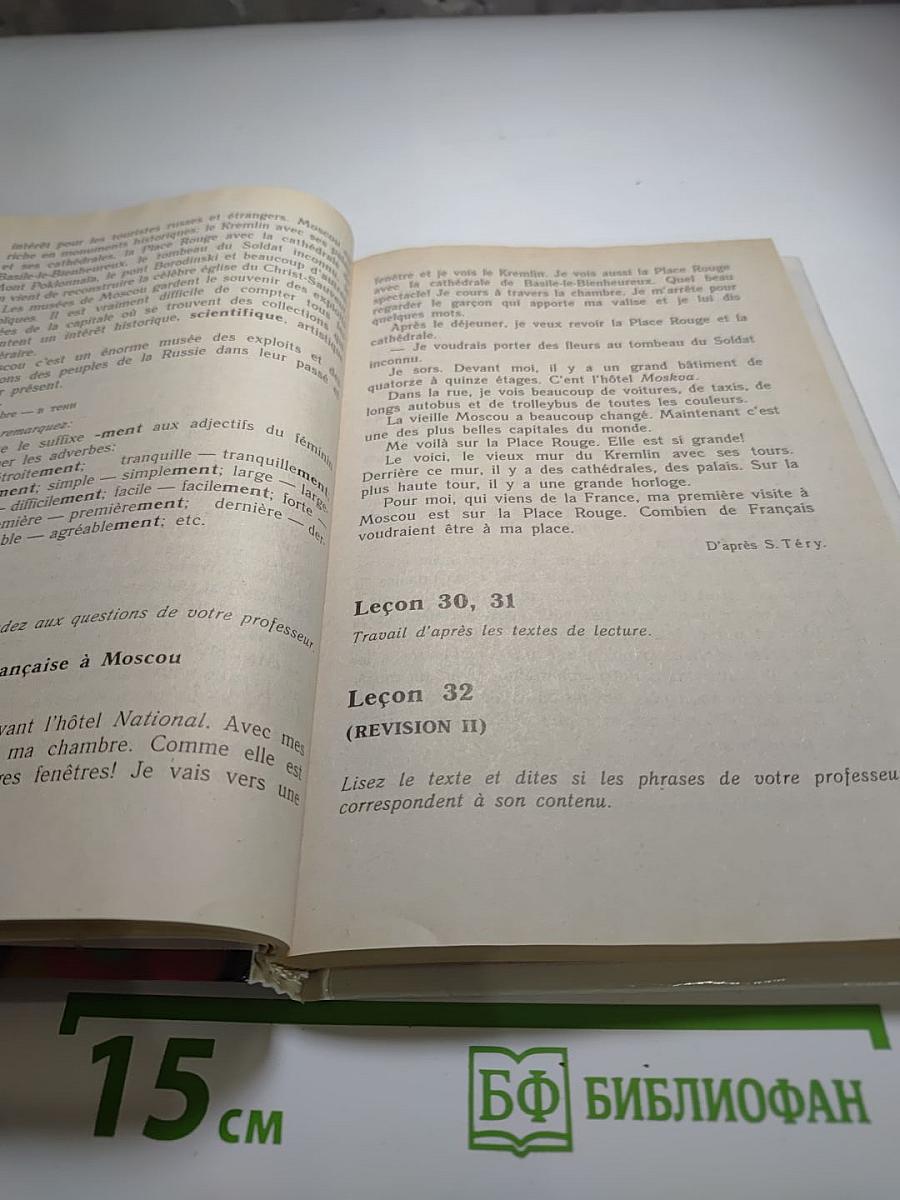 intérêt pour les touristes russes et étrangers. Moscou
riche en monuments historiques: le Kremlin avec ses
et ses cathédrales, la Place Rouge avec la cathédrale
Basile-le-Bienheureux, le tombeau du Soldat inconnu,
Mont Poklonnaïa, le pont Borodinski et beaucoup d'autres
vient de reconstruire la célèbre église du Christ-Sauveur
Les musées de Moscou gardent le souvenir des exploits
Il est vraiment difficile de compter tous les
de la capitale où se trouvent des collections
un intérêt historique, scientifique, artistique
c'est un énorme musée des exploits et des
des peuples de la Russie dans leur passé et
présent.
remarquez:
le suffixe -ment aux adjectifs du féminin
les adverbes:
tranquille — tranquillement,
simple — simplement; large — large-
difficilement; facile — facilement; forte —
premièrement; dernière — der-
agréablement; etc.
aux questions de votre professeur.
à Moscou
l'hôtel National. Avec mes
ma chambre. Comme elle est
fenêtres! Je vais vers une
fenêtre et je vois le Kremlin. Je vois aussi la Place Rouge
avec la cathédrale de Basile-le-Bienheureux. Quel beau
spectacle! Je cours à travers la chambre. Je m'arrête pour
regarder le garçon qui apporte ma valise et je lui dis
quelques mots.
Après le déjeuner, je veux revoir la Place Rouge et la
cathédrale.
— Je voudrais porter des fleurs au tombeau du Soldat
inconnu.
Je sors. Devant moi, il y a un grand bâtiment de
quatorze à quinze étages. C'ent l'hôtel Moskva.
Dans la rue, je vois beaucoup de voitures, de taxis, de
longs autobus et de trolleybus de toutes les couleurs.
La vieille Moscou a beaucoup changé. Maintenant c'est
une des plus belles capitales du monde.
Me voilà sur la Place Rouge. Elle est si grande!
Le voici, le vieux mur du Kremlin avec ses tours.
Derrière ce mur, il y a des cathédrales, des palais. Sur la
plus haute tour, il y a une grande horloge.
Pour moi, qui viens de la France, ma première visite à
Moscou est sur la Place Rouge. Combien de Français
voudraient être à ma place.
D'après S. Téry.
Leçon 30, 31
Travail d'après les textes de lecture.
Leçon 32
(REVISION II)
Lisez le texte et dites si les phrases de votre professeu
correspondent à son contenu.
15 см
БФ БИБЛИОФАН